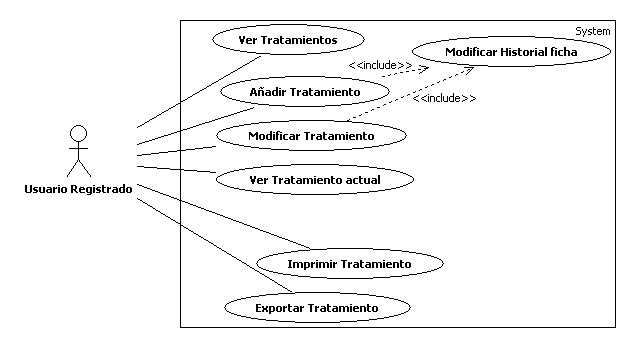 System
Ver Tratamientos
Modificar Historial ficha
<<include>>
Añadir Tratamiento
<<include>>
Modificar Tratamiento
Ver Tratamiento actual
Usuario Registrado
Imprimir Tratamiento
Exportar Tratamiento